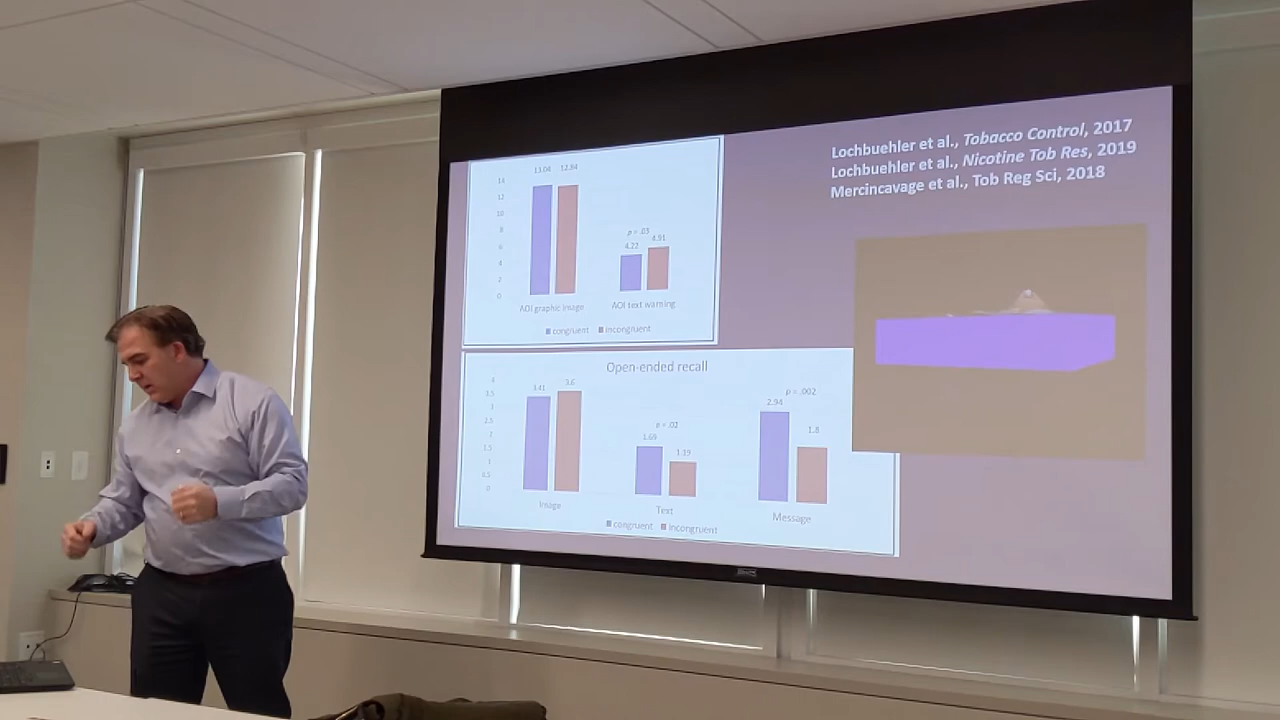 Lochbuehler et al., Tobacco Control, 2017
Lochbuehler et al., Nicotine Tob Res, 2019
Mercincavage et al., Tob Reg Sci, 2018
13.04 12.84
14
12
10
8
6
4
2
0
p = .03
4.22 4.91
AOI graphic image AOI text warning
congruent incongruent
Open-ended recall
4
3.5
3
2.5
2
1.5
1
0.5
0
3.41 3.6
p = .02
1.69 1.19
p = .002
2.94 1.8
Image Text Message
congruent incongruent